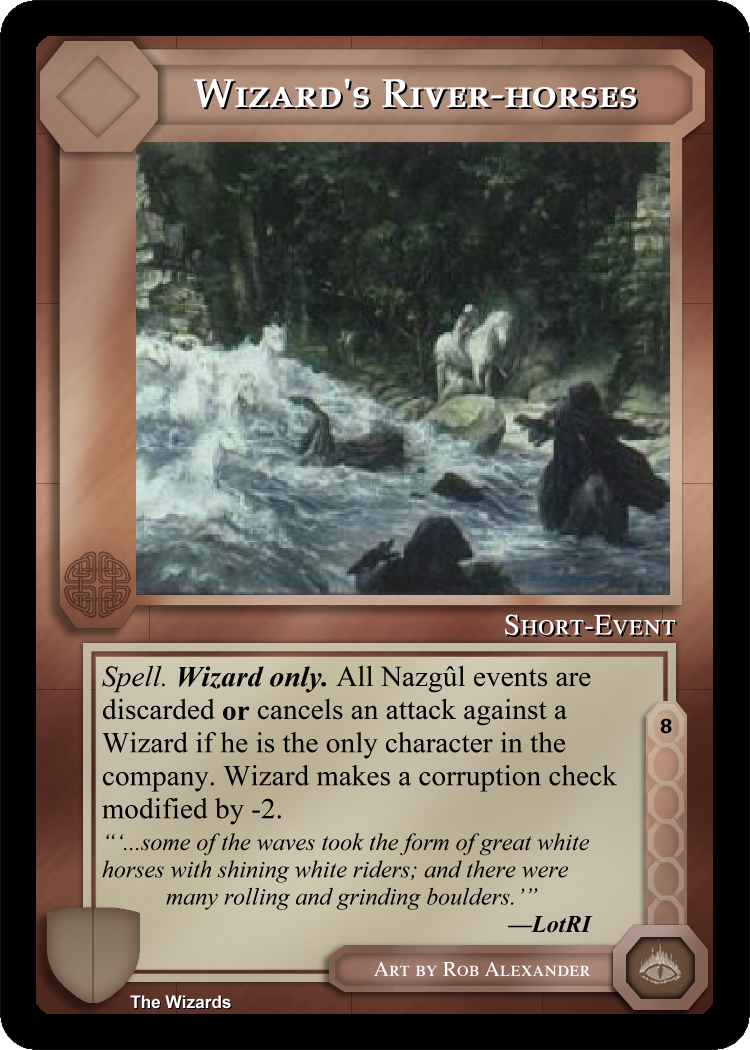 Wizard's River-horses
Short-Event
Spell. Wizard only. All Nazgûl events are
discarded or cancels an attack against a
Wizard if he is the only character in the
company. Wizard makes a corruption check
modified by -2.
8
“‘...some of the waves took the form of great white
horses with shining white riders; and there were
many rolling and grinding boulders.’”
—LotRI
Art by Rob Alexander
The Wizards